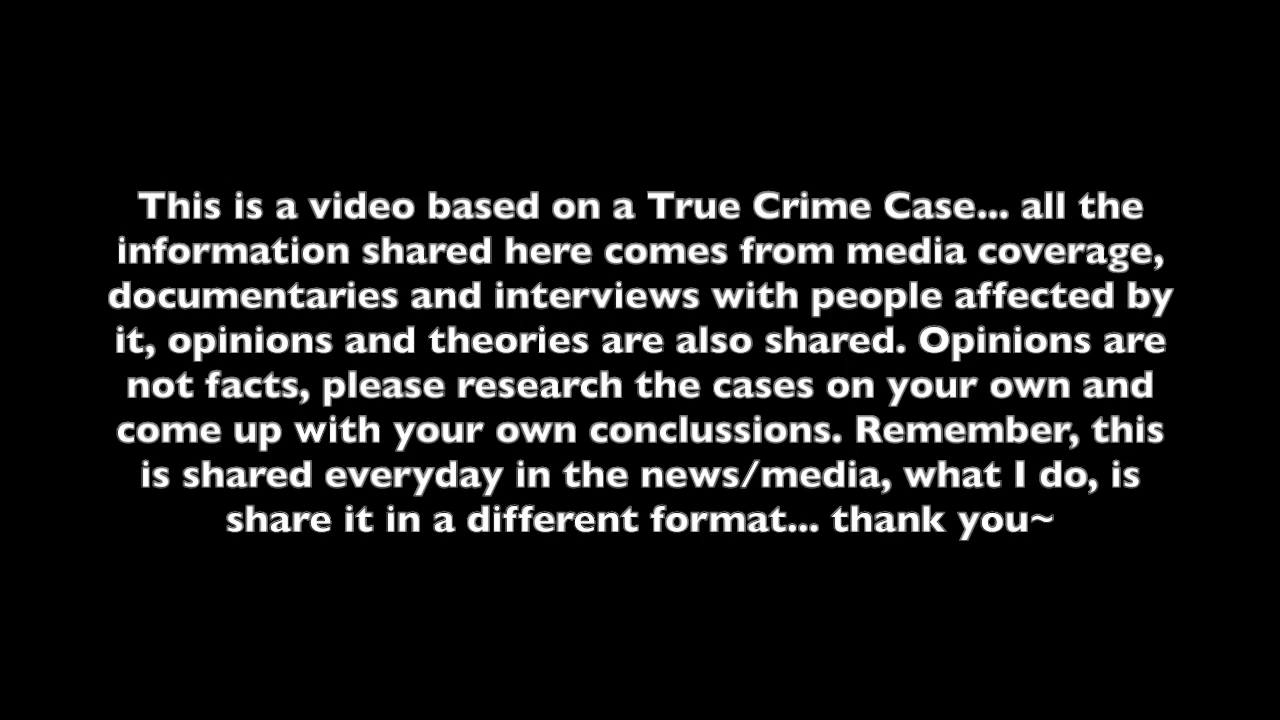 This is a video based on a True Crime Case... all the
information shared here comes from media coverage,
documentaries and interviews with people affected by
it, opinions and theories are also shared. Opinions are
not facts, please research the cases on your own and
come up with your own conclussions. Remember, this
is shared everyday in the news/media, what I do, is
share it in a different format... thank you~